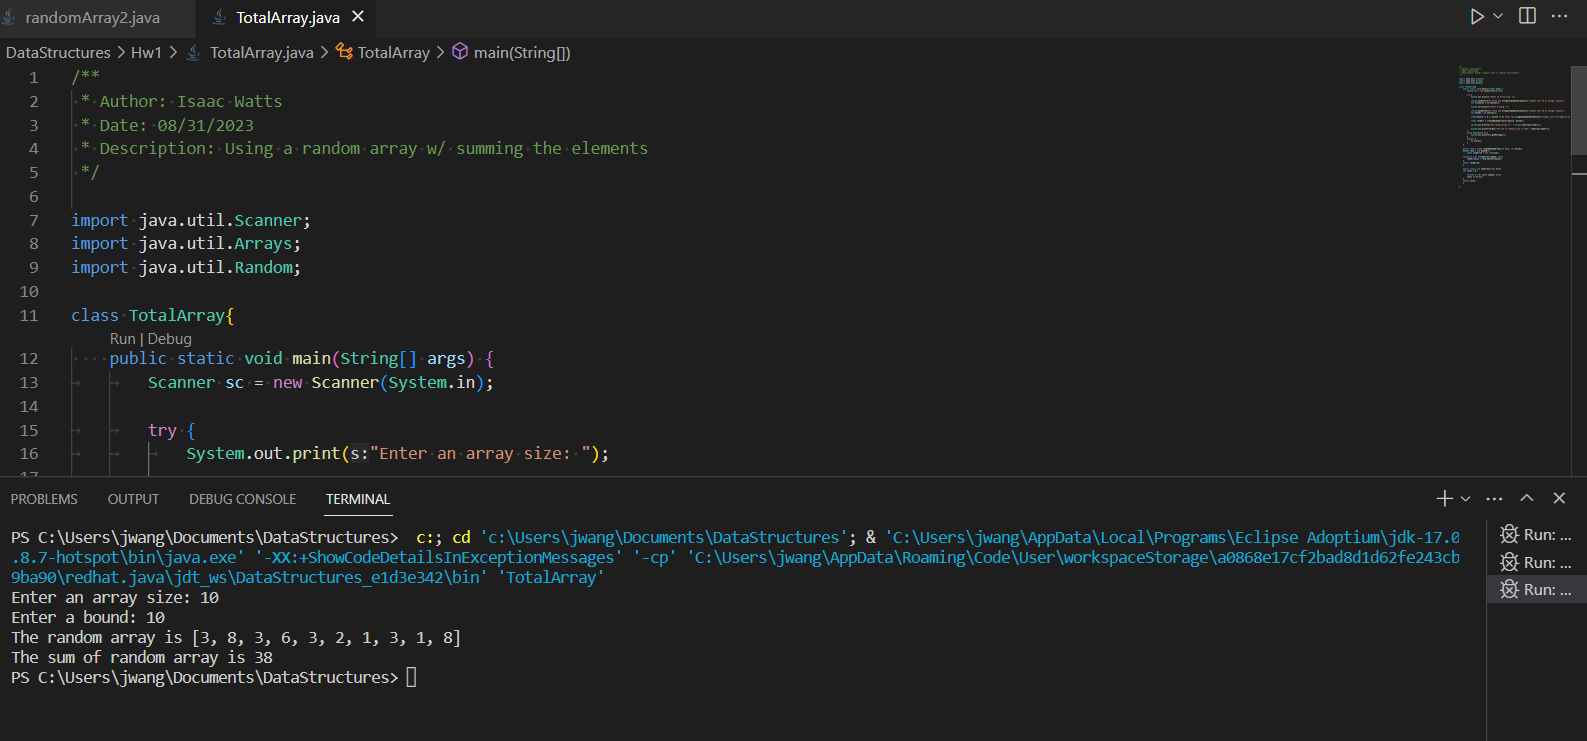 randomArray2.java
TotalArray.java
DataStructures > Hw1 > TotalArray.java > TotalArray > main(String[])
1 /**
2 * Author: Isaac Watts
3 * Date: 08/31/2023
4 * Description: Using a random array w/ summing the elements
5 */
6
7 import java.util.Scanner;
8 import java.util.Arrays;
9 import java.util.Random;
10
11 class TotalArray{
Run | Debug
12 public static void main(String[] args) {
13 Scanner sc = new Scanner(System.in);
14
15 try {
16 System.out.print(s:"Enter an array size: ");
17
PROBLEMS OUTPUT DEBUG CONSOLE TERMINAL
PS C:\Users\jwang\Documents\DataStructures> c:; cd 'c:\Users\jwang\Documents\DataStructures'; & 'C:\Users\jwang\AppData\Local\Programs\Eclipse Adoptium\jdk-17.0
.8.7-hotspot\bin\java.exe' '-XX:+ShowCodeDetailsInExceptionMessages' '-cp' 'C:\Users\jwang\AppData\Roaming\Code\User\workspaceStorage\a0868e17cf2bad8d1d62fe243cb
9ba90\redhat.java\jdt_ws\DataStructures_e1d3e342\bin' 'TotalArray'
Enter an array size: 10
Enter a bound: 10
The random array is [3, 8, 3, 6, 3, 2, 1, 3, 1, 8]
The sum of random array is 38
PS C:\Users\jwang\Documents\DataStructures>
Run: ...
Run: ...
Run: ...